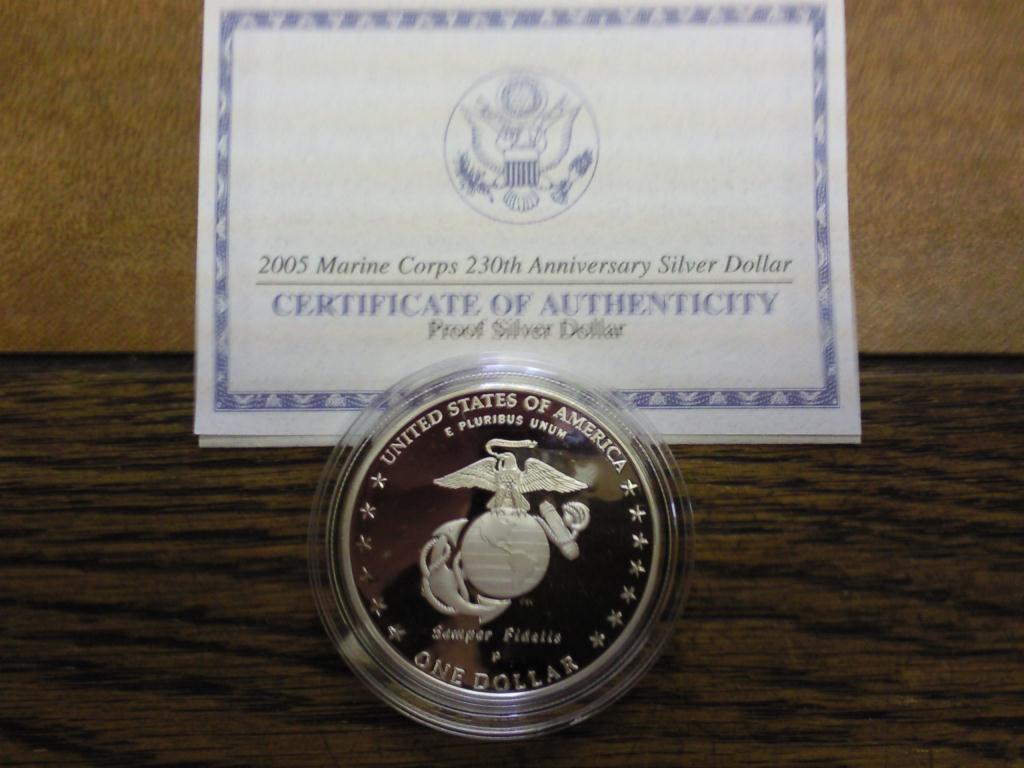 2005 Marine Corps 230th Anniversary Silver Dollar
CERTIFICATE OF AUTHENTICITY
Proof Silver Dollar
UNITED STATES OF AMERICA
E PLURIBUS UNUM
Semper Fidelis
P
ONE DOLLAR